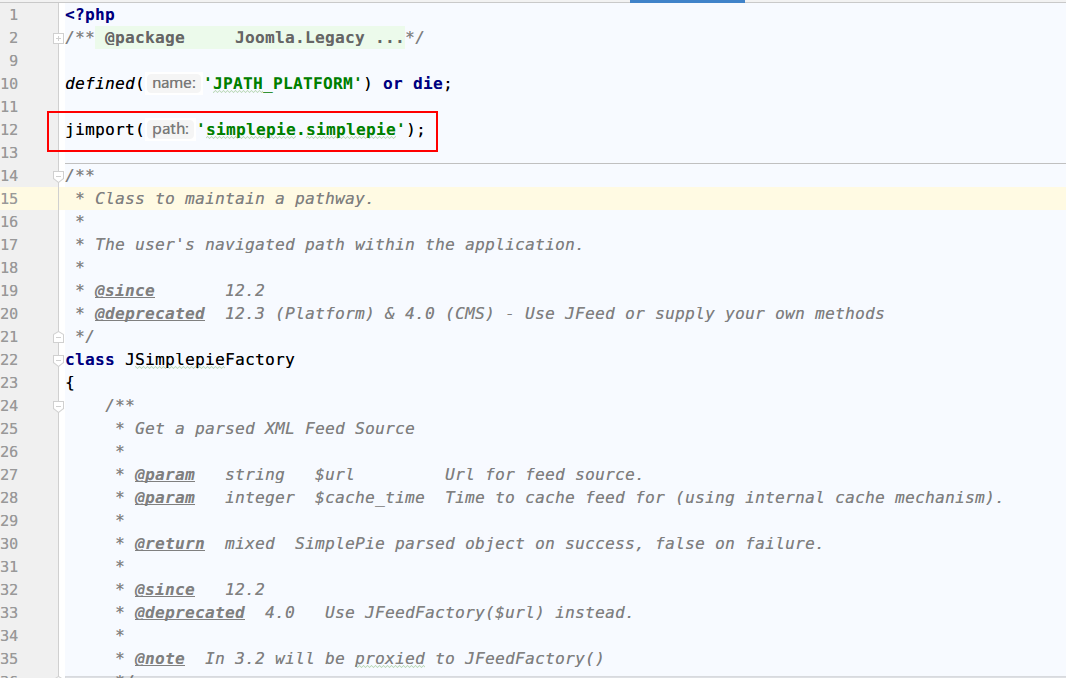 1 <?php
2 /** @package     Joomla.Legacy ...*/
9
10 defined( name: 'JPATH_PLATFORM') or die;
11
12 jimport( path: 'simplepie.simplepie');
13
14 /**
15  * Class to maintain a pathway.
16  *
17  * The user's navigated path within the application.
18  *
19  * @since       12.2
20  * @deprecated  12.3 (Platform) & 4.0 (CMS) - Use JFeed or supply your own methods
21  */
22 class JSimplepieFactory
23 {
24     /**
25      * Get a parsed XML Feed Source
26      *
27      * @param   string   $url         Url for feed source.
28      * @param   integer  $cache_time  Time to cache feed for (using internal cache mechanism).
29      *
30      * @return  mixed  SimplePie parsed object on success, false on failure.
31      *
32      * @since   12.2
33      * @deprecated  4.0   Use JFeedFactory($url) instead.
34      *
35      * @note  In 3.2 will be proxied to JFeedFactory()